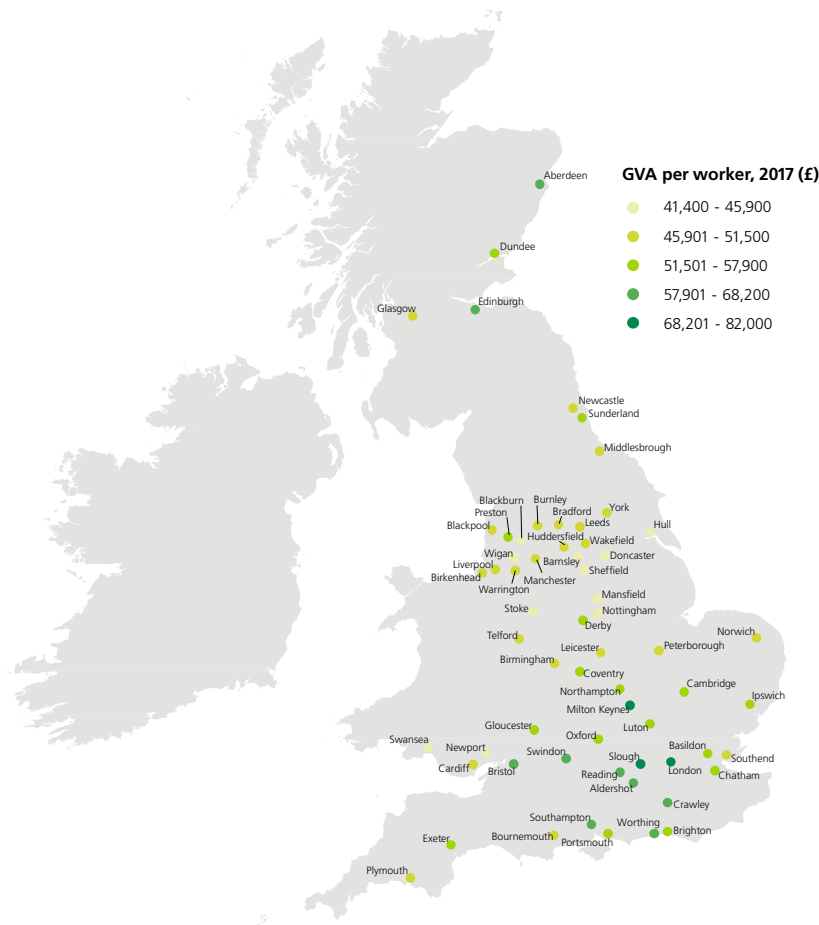 GVA per worker, 2017 (£)
41,400 - 45,900
45,901 - 51,500
51,501 - 57,900
57,901 - 68,200
68,201 - 82,000
Aberdeen
Dundee
Glasgow
Edinburgh
Newcastle
Sunderland
Middlesbrough
Blackburn
Burnley
Preston
Bradford
York
Blackpool
Leeds
Hull
Huddersfield
Wakefield
Wigan
Barnsley
Doncaster
Liverpool
Sheffield
Birkenhead
Manchester
Warrington
Mansfield
Stoke
Nottingham
Derby
Telford
Norwich
Leicester
Peterborough
Birmingham
Coventry
Northampton
Cambridge
Ipswich
Milton Keynes
Gloucester
Luton
Oxford
Swansea
Newport
Swindon
Basildon
Slough
Southend
Cardiff
Bristol
Reading
London
Chatham
Aldershot
Crawley
Southampton
Worthing
Brighton
Exeter
Bournemouth
Portsmouth
Plymouth